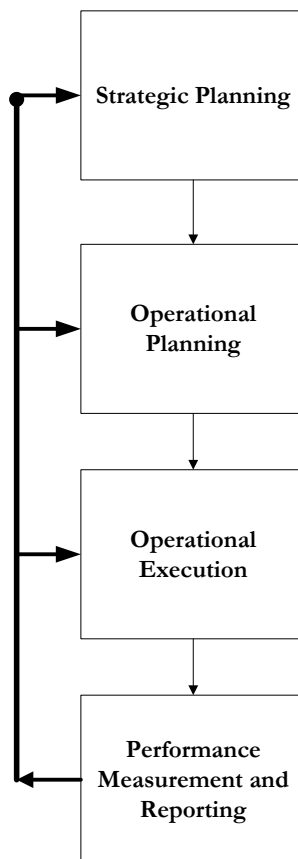 Strategic Planning
Operational
Planning
Operational
Execution
Performance
Measurement and
Reporting